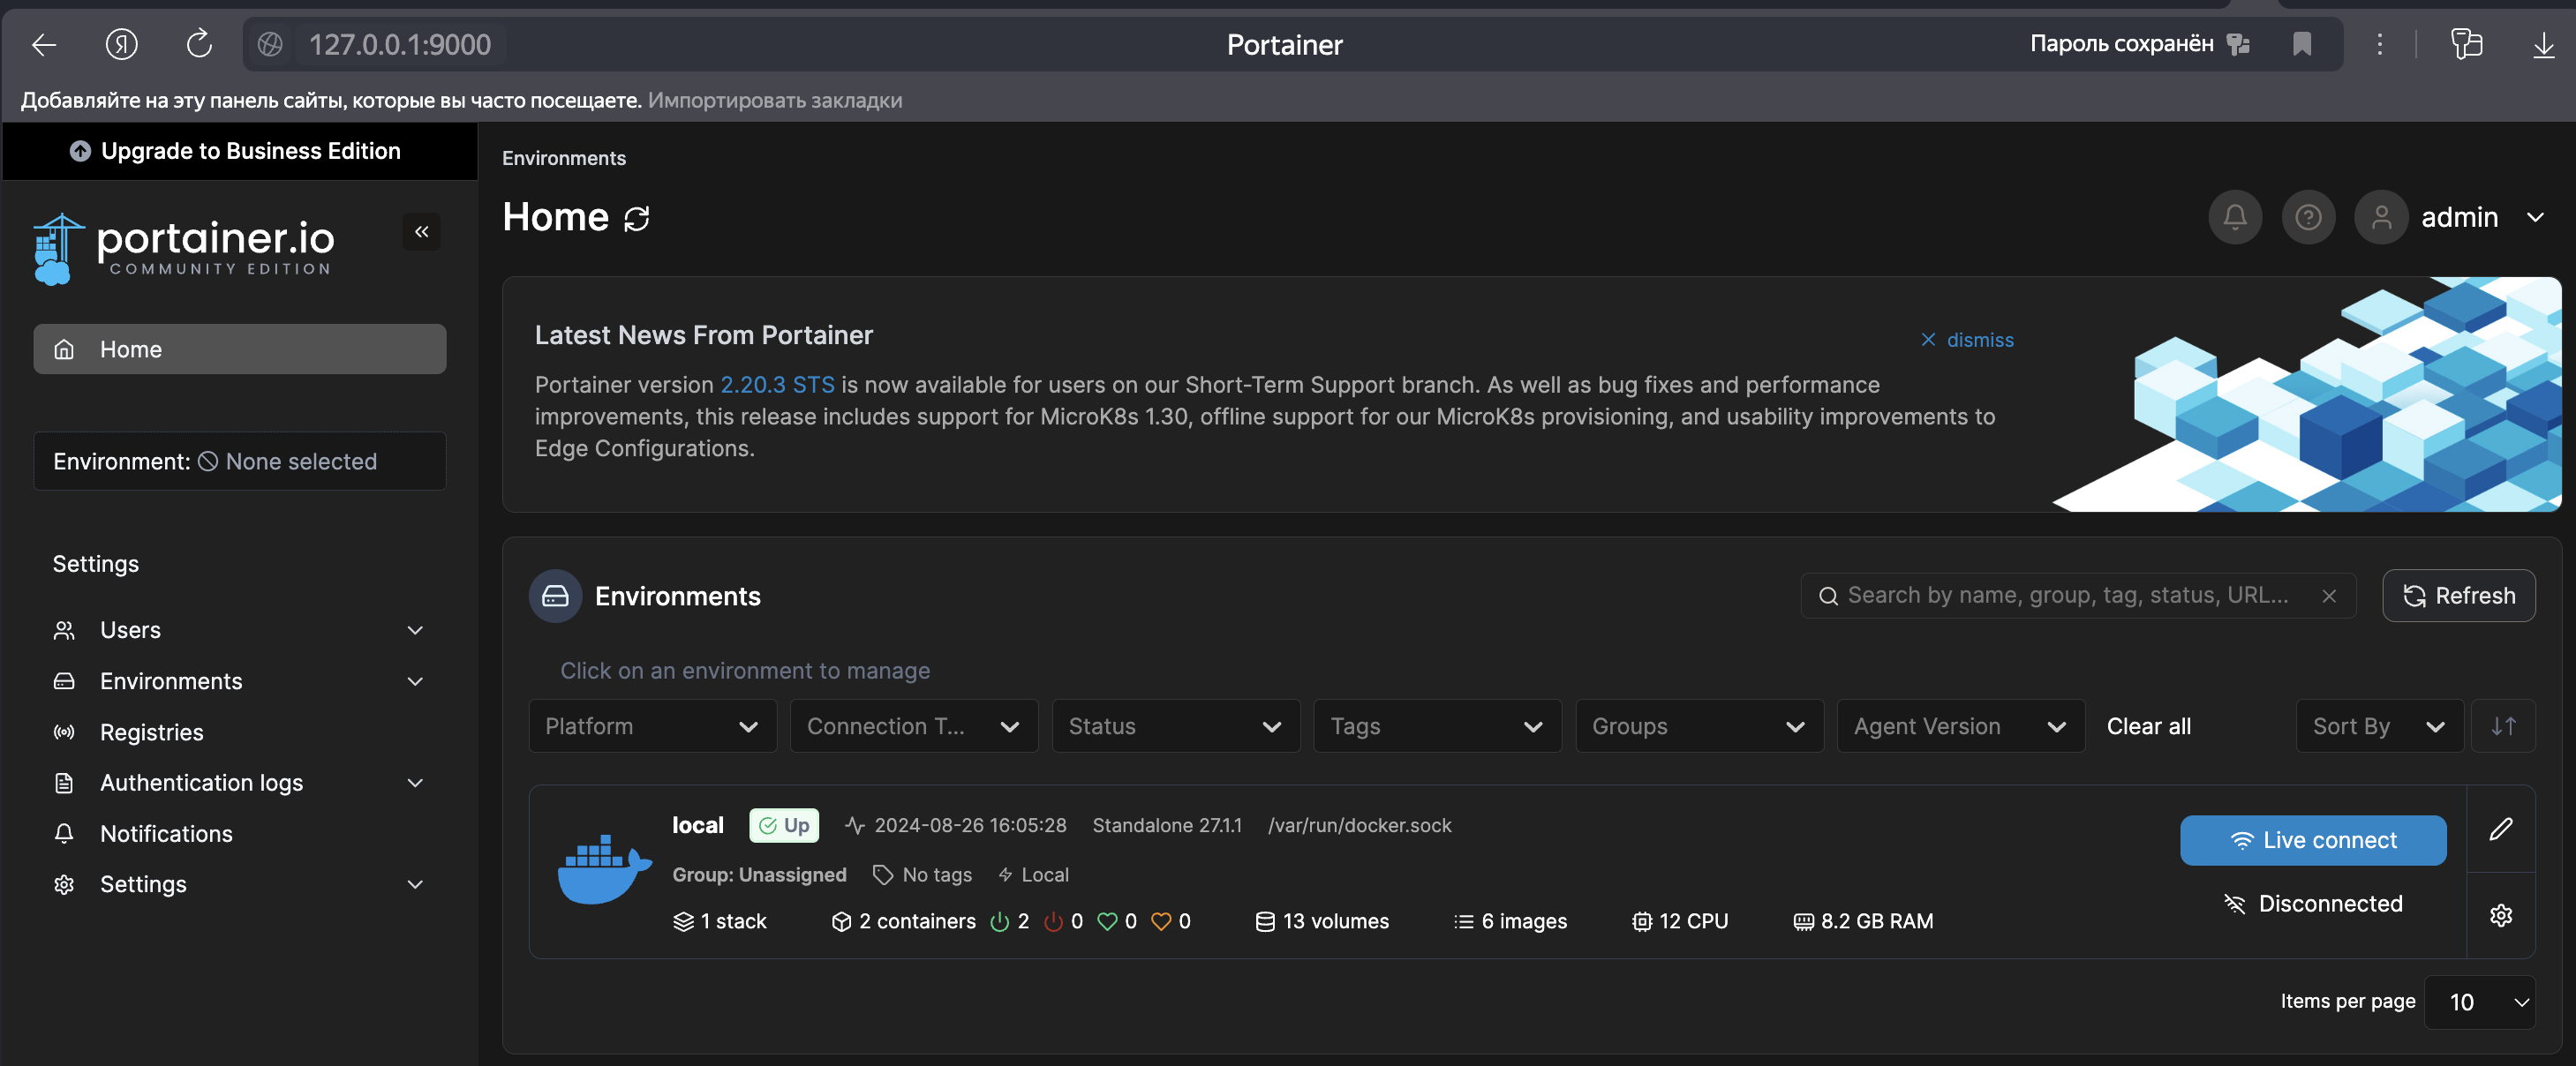 127.0.0.1:9000
Portainer
Пароль сохранён
Добавляйте на эту панель сайты, которые вы часто посещаете. Импортировать закладки
Upgrade to Business Edition
portainer.io
COMMUNITY EDITION
Home
Environment: None selected
Settings
Users
Environments
Registries
Authentication logs
Notifications
Settings
Environments
Home
admin
Latest News From Portainer
dismiss
Portainer version 2.20.3 STS is now available for users on our Short-Term Support branch. As well as bug fixes and performance
improvements, this release includes support for MicroK8s 1.30, offline support for our MicroK8s provisioning, and usability improvements to
Edge Configurations.
Environments
Search by name, group, tag, status, URL...
Refresh
Click on an environment to manage
Platform
Connection T...
Status
Tags
Groups
Agent Version
Clear all
Sort By
local Up 2024-08-26 16:05:28 Standalone 27.1.1 /var/run/docker.sock
Group: Unassigned No tags Local
1 stack 2 containers 2 0 0 0 13 volumes 6 images 12 CPU 8.2 GB RAM
Live connect
Disconnected
Items per page 10